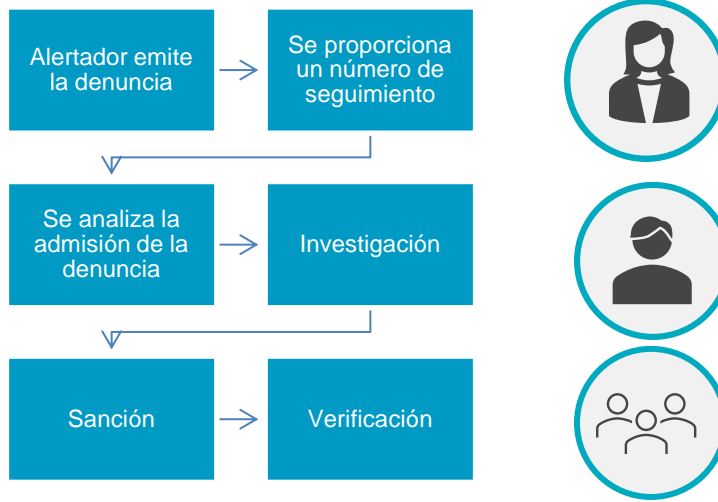 Alertador emite
la denuncia
Se proporciona
un número de
seguimiento
Se analiza la
admisión de la
denuncia
Investigación
Sanción
Verificación